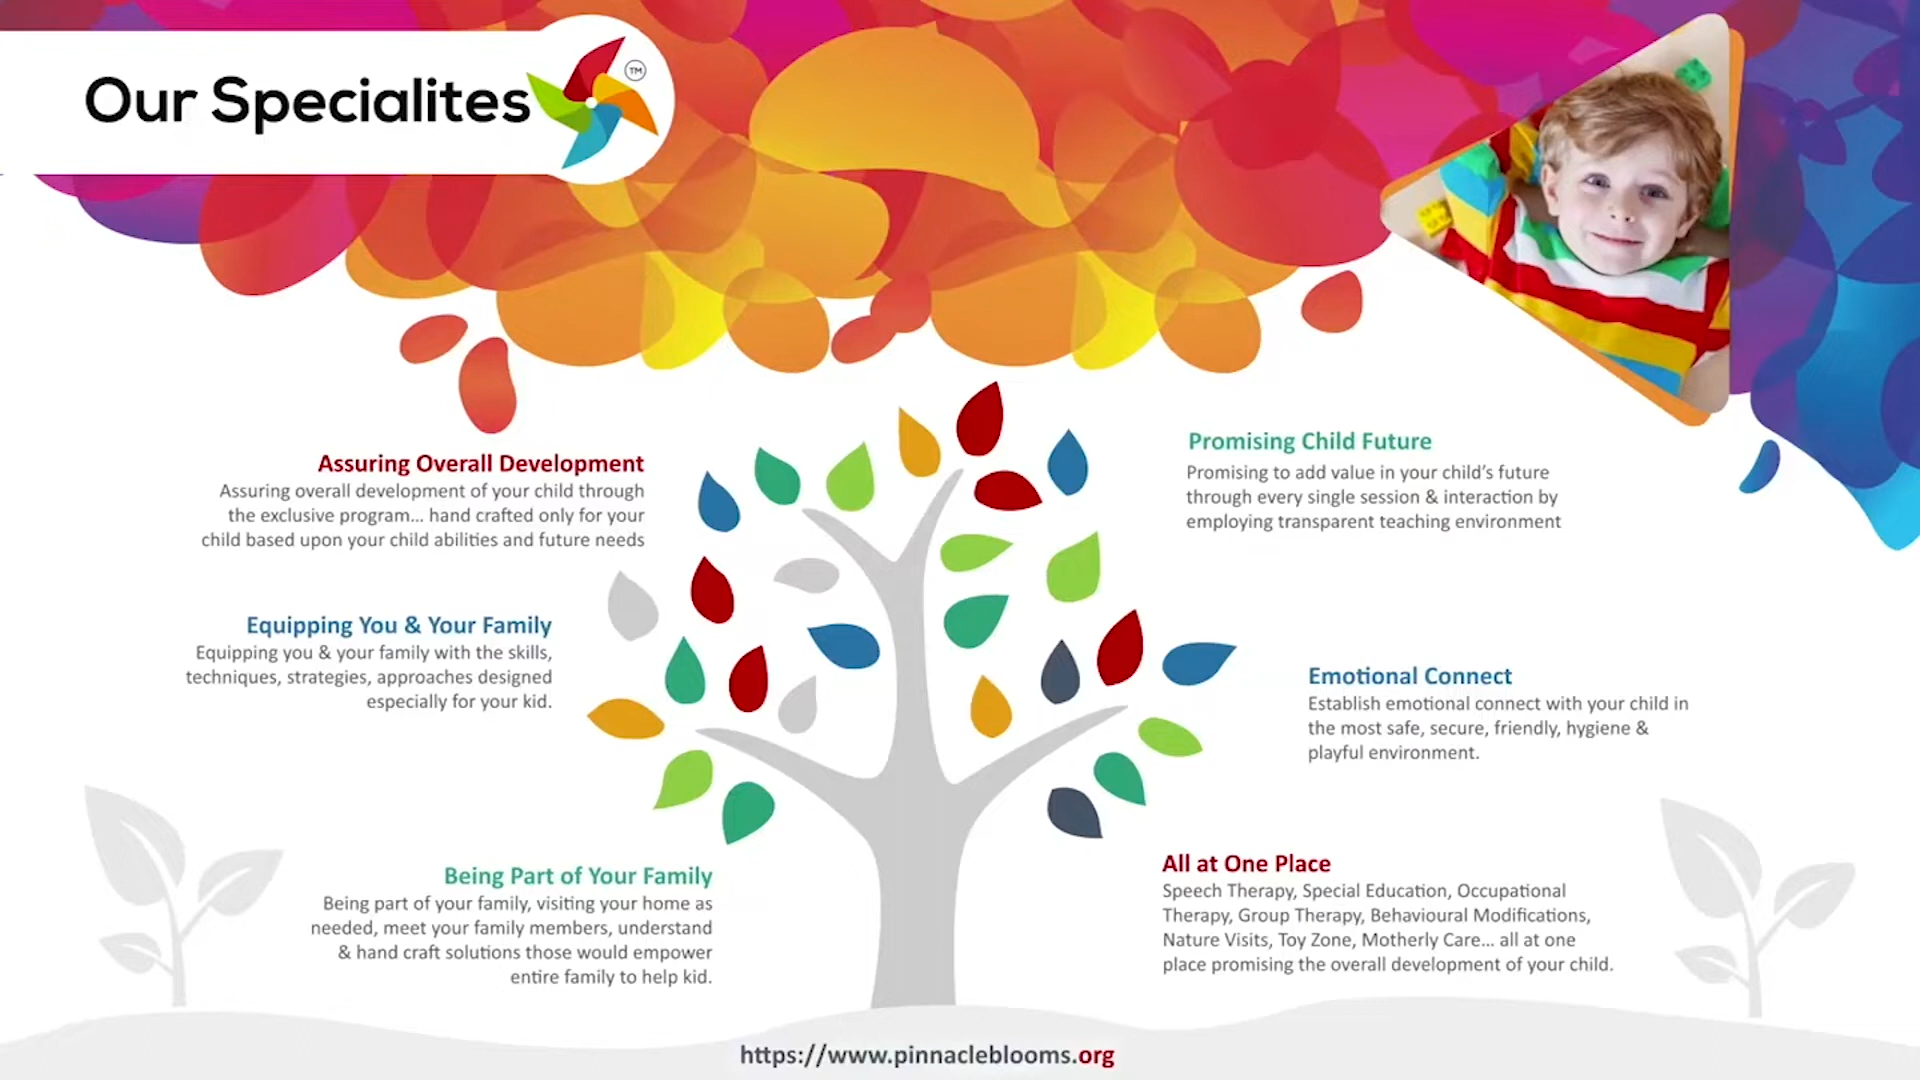 Our Specialites
TM
Assuring Overall Development
Assuring overall development of your child through
the exclusive program... hand crafted only for your
child based upon your child abilities and future needs
Equipping You & Your Family
Equipping you & your family with the skills,
techniques, strategies, approaches designed
especially for your kid.
Being Part of Your Family
Being part of your family, visiting your home as
needed, meet your family members, understand
& hand craft solutions those would empower
entire family to help kid.
Promising Child Future
Promising to add value in your child's future
through every single session & interaction by
employing transparent teaching environment
Emotional Connect
Establish emotional connect with your child in
the most safe, secure, friendly, hygiene &
playful environment.
All at One Place
Speech Therapy, Special Education, Occupational
Therapy, Group Therapy, Behavioural Modifications,
Nature Visits, Toy Zone, Motherly Care... all at one
place promising the overall development of your child.
https://www.pinnacleblooms.org